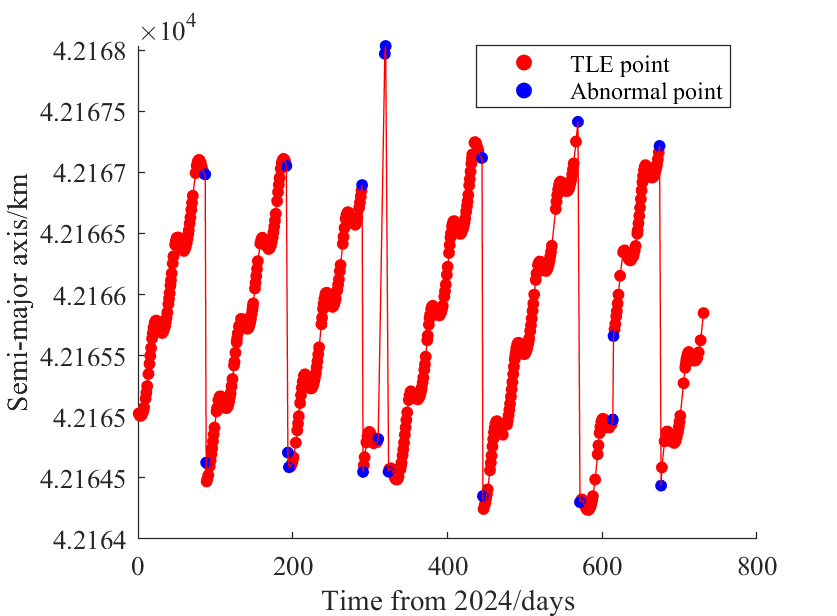 ×10⁴
4.2168
4.21675
4.2167
4.21665
4.2166
4.21655
4.2165
4.21645
4.2164
Semi-major axis/km
TLE point
Abnormal point
0 200 400 600 800
Time from 2024/days